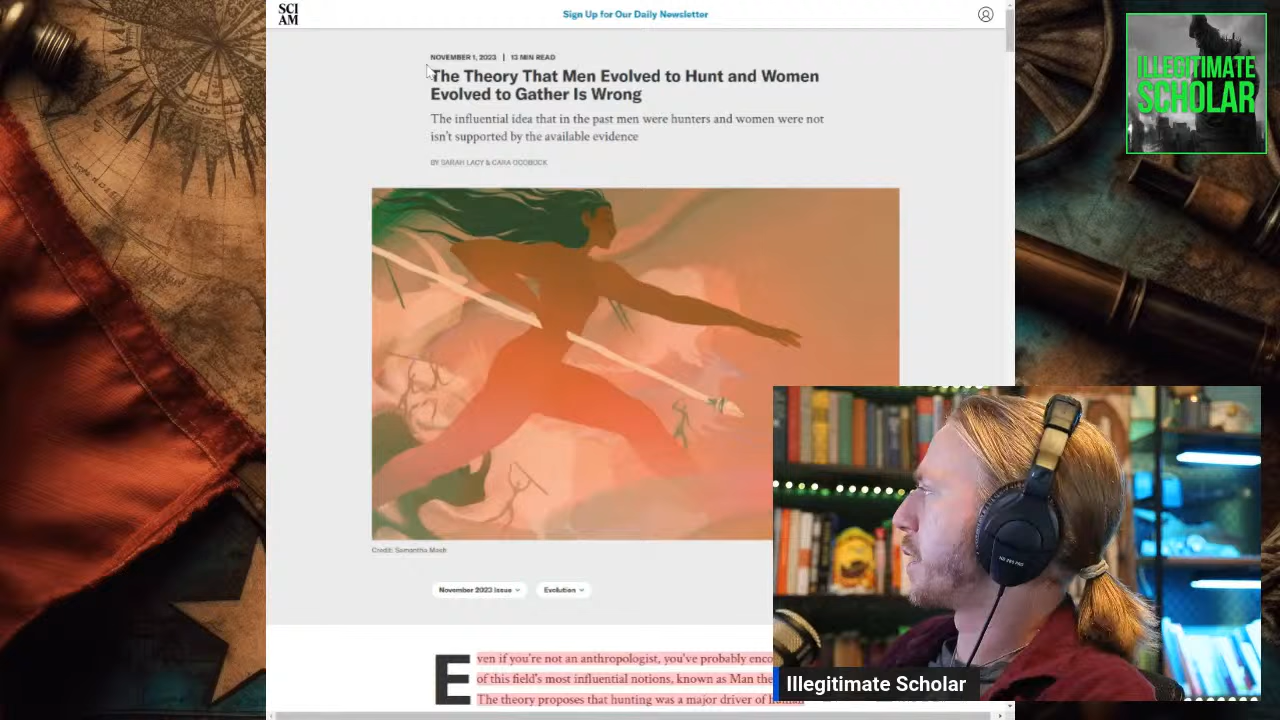 SCI
AM
Sign Up for Our Daily Newsletter
ILLEGITIMATE
SCHOLAR
NOVEMBER 1, 2023 | 13 MIN READ
The Theory That Men Evolved to Hunt and Women
Evolved to Gather Is Wrong
The influential idea that in the past men were hunters and women were not
isn't supported by the available evidence
BY SARAH LACY & CARA OCOBOCK
Credit: Samantha Mash
November 2023 Issue
Evolution
Even if you're not an anthropologist, you've probably enco
of this field's most influential notions, known as Man the
The theory proposes that hunting was a major driver of human
Illegitimate Scholar